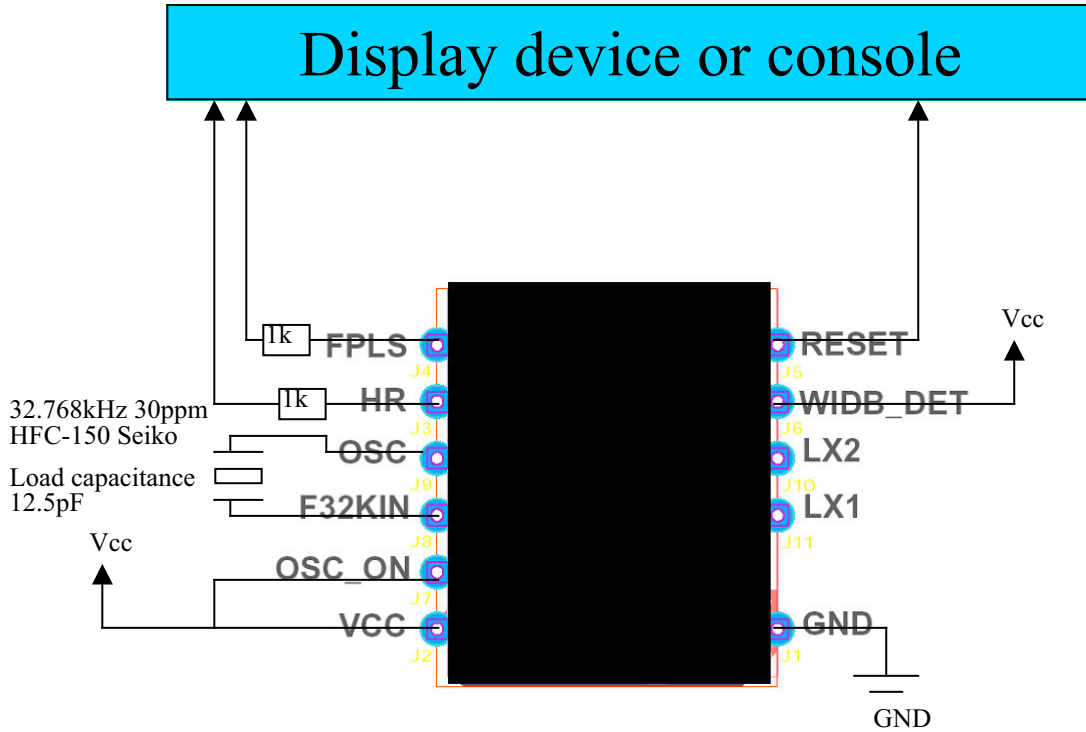 Display device or console
1k
FPLS
J4
RESET
J5
Vcc
1k
HR
J3
WIDB_DET
J6
32.768kHz 30ppm
HFC-150 Seiko
Load capacitance
12.5pF
OSC
J9
LX2
J10
F32KIN
J8
LX1
J11
Vcc
OSC_ON
J7
VCC
J2
GND
J1
GND